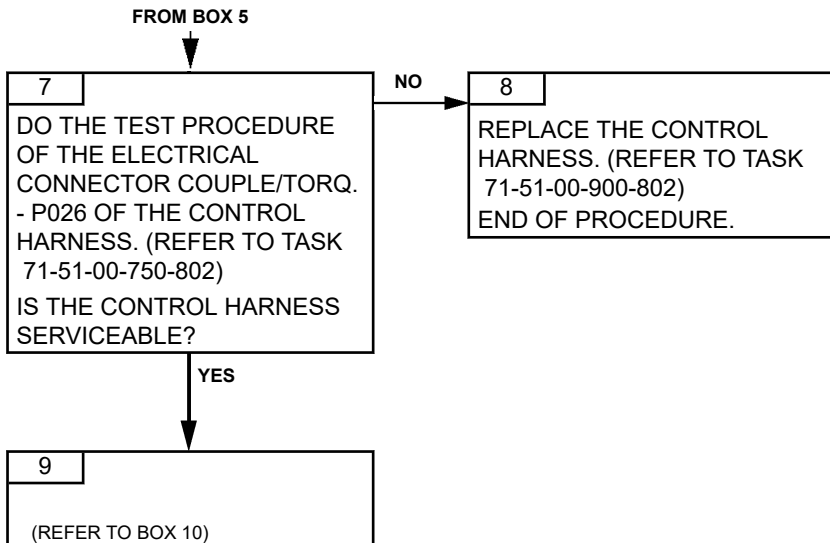 FROM BOX 5
7
DO THE TEST PROCEDURE
OF THE ELECTRICAL
CONNECTOR COUPLE/TORQ.
- P026 OF THE CONTROL
HARNESS. (REFER TO TASK
71-51-00-750-802)
IS THE CONTROL HARNESS
SERVICEABLE?
NO
8
REPLACE THE CONTROL
HARNESS. (REFER TO TASK
71-51-00-900-802)
END OF PROCEDURE.
YES
9
(REFER TO BOX 10)